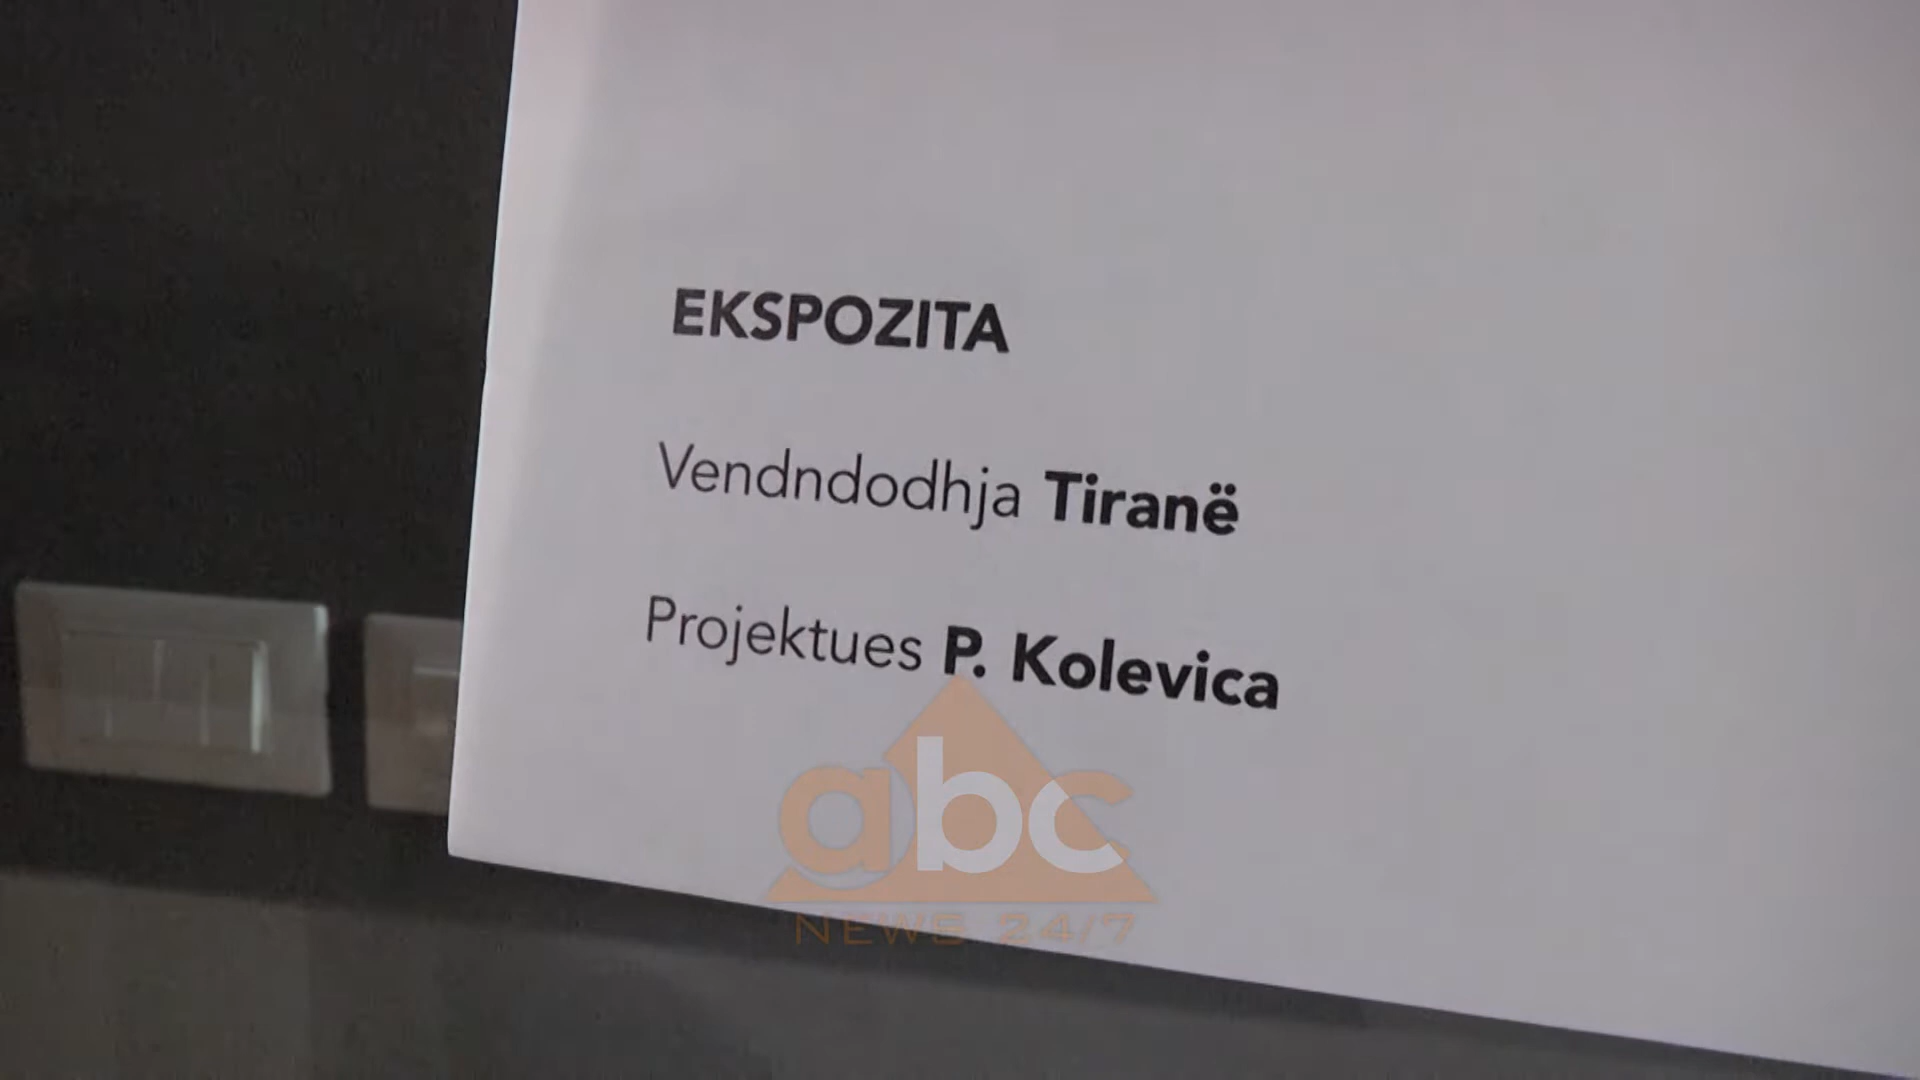 EKSPOZITA
Vendndodhja Tiranë
Projektues P. Kolevica
abc
NEWS 24/7